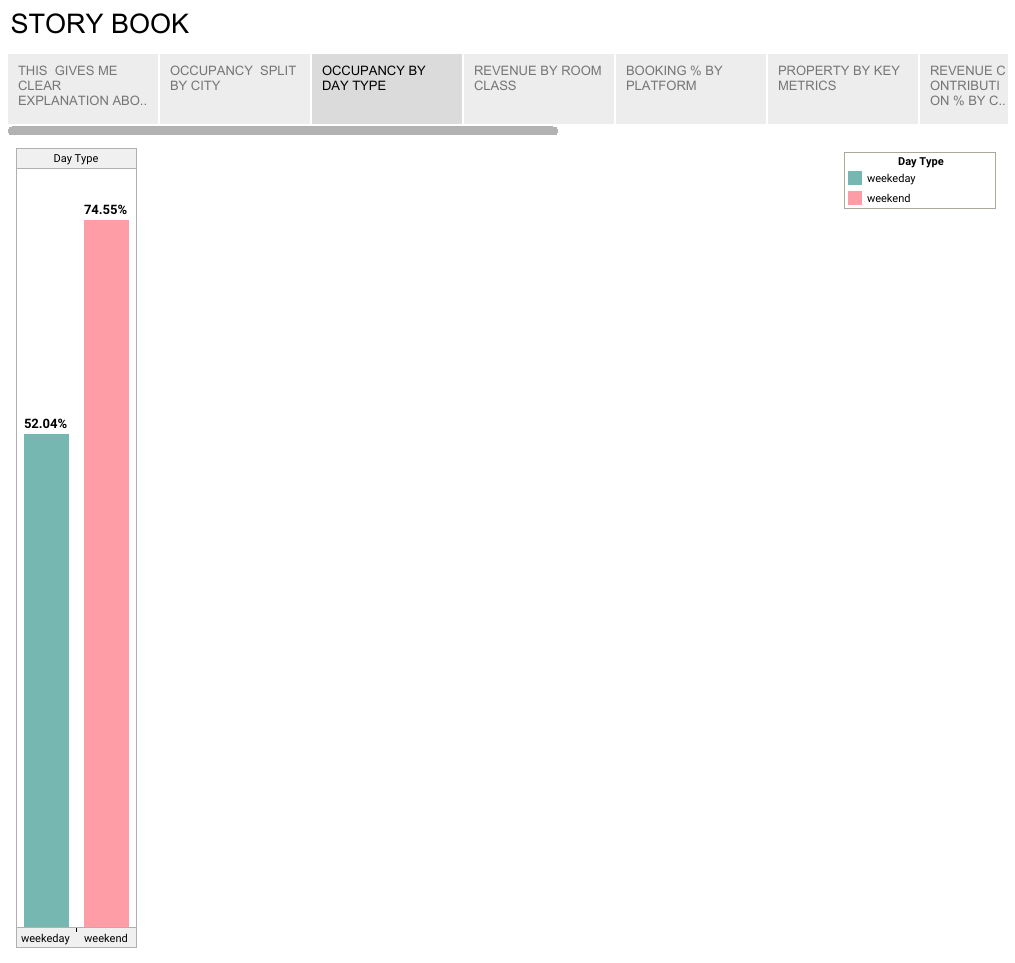 STORY BOOK
THIS  GIVES ME
CLEAR
EXPLANATION ABO..
OCCUPANCY  SPLIT
BY CITY
OCCUPANCY BY
DAY TYPE
REVENUE BY ROOM
CLASS
BOOKING % BY
PLATFORM
PROPERTY BY KEY
METRICS
REVENUE C
ONTRIBUTI
ON % BY C..
Day Type
74.55%
52.04%
weekeday
weekend
Day Type
weekeday
weekend